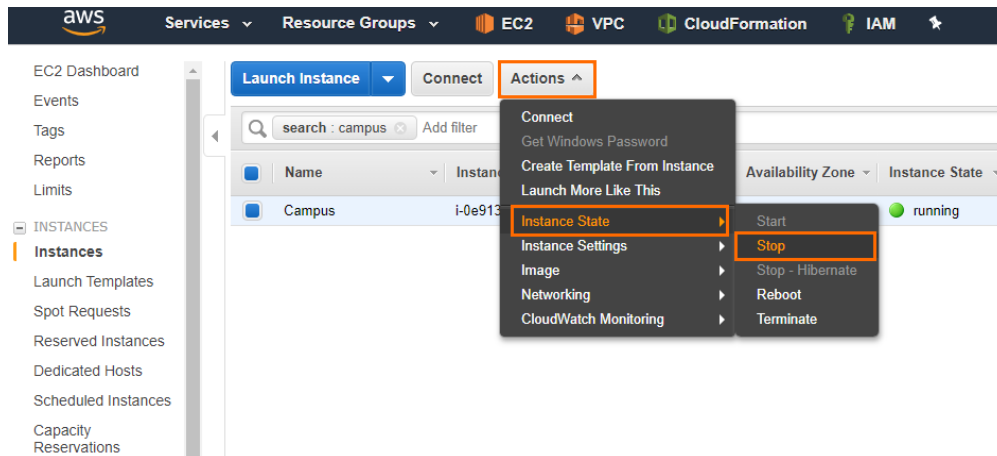 aws
Services
Resource Groups
EC2
VPC
CloudFormation
IAM
EC2 Dashboard
Events
Tags
Reports
Limits
INSTANCES
Instances
Launch Templates
Spot Requests
Reserved Instances
Dedicated Hosts
Scheduled Instances
Capacity
Reservations
Launch Instance
Connect
Actions
search : campus
Add filter
Name
Instan
Availability Zone
Instance State
Campus
i-0e913
running
Connect
Get Windows Password
Create Template From Instance
Launch More Like This
Instance State
Instance Settings
Image
Networking
CloudWatch Monitoring
Start
Stop
Stop - Hibernate
Reboot
Terminate